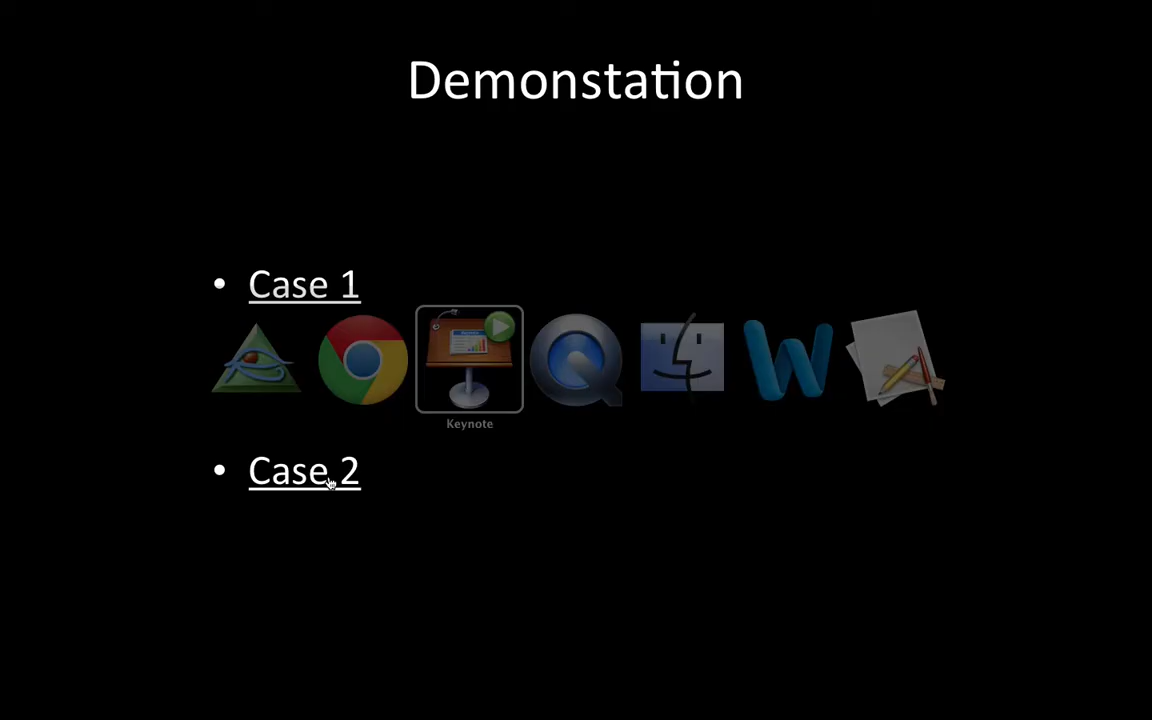 Demonstation
• Case 1
Keynote
• Case 2